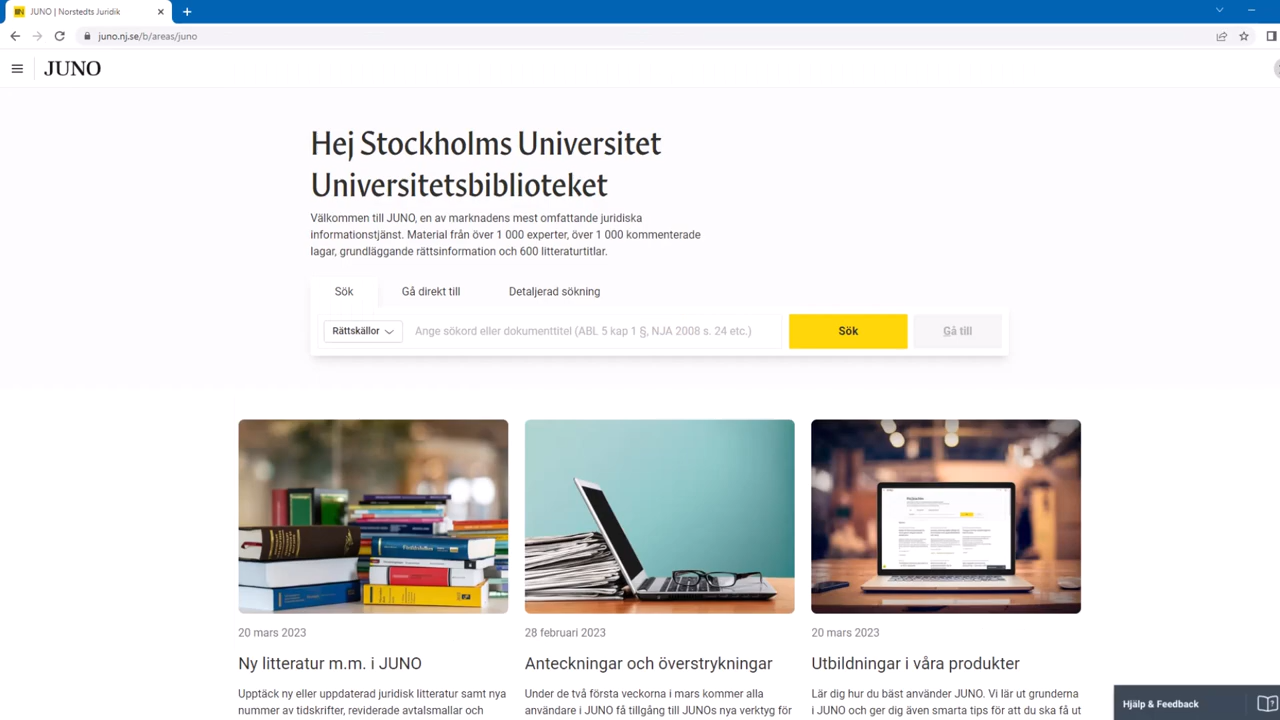 JUNO | Norstedts Juridik
juno.nj.se/b/areas/juno
JUNO
Hej Stockholms Universitet
Universitetsbiblioteket
Välkommen till JUNO, en av marknadens mest omfattande juridiska
informationstjänst. Material från över 1 000 experter, över 1 000 kommenterade
lagar, grundläggande rättsinformation och 600 litteraturtitlar.
Sök Gå direkt till Detaljerad sökning
Rättskällor Ange sökord eller dokumenttitel (ABL 5 kap 1 §, NJA 2008 s. 24 etc.) Sök Gå till
20 mars 2023
Ny litteratur m.m. i JUNO
Upptäck ny eller uppdaterad juridisk litteratur samt nya
nummer av tidskrifter, reviderade avtalsmallar och
28 februari 2023
Anteckningar och överstrykningar
Under de två första veckorna i mars kommer alla
användare i JUNO få tillgång till JUNOs nya verktyg för
20 mars 2023
Utbildningar i våra produkter
Lär dig hur du bäst använder JUNO. Vi lär ut grunderna
i JUNO och ger dig även smarta tips för att du ska få ut
Hjälp & Feedback